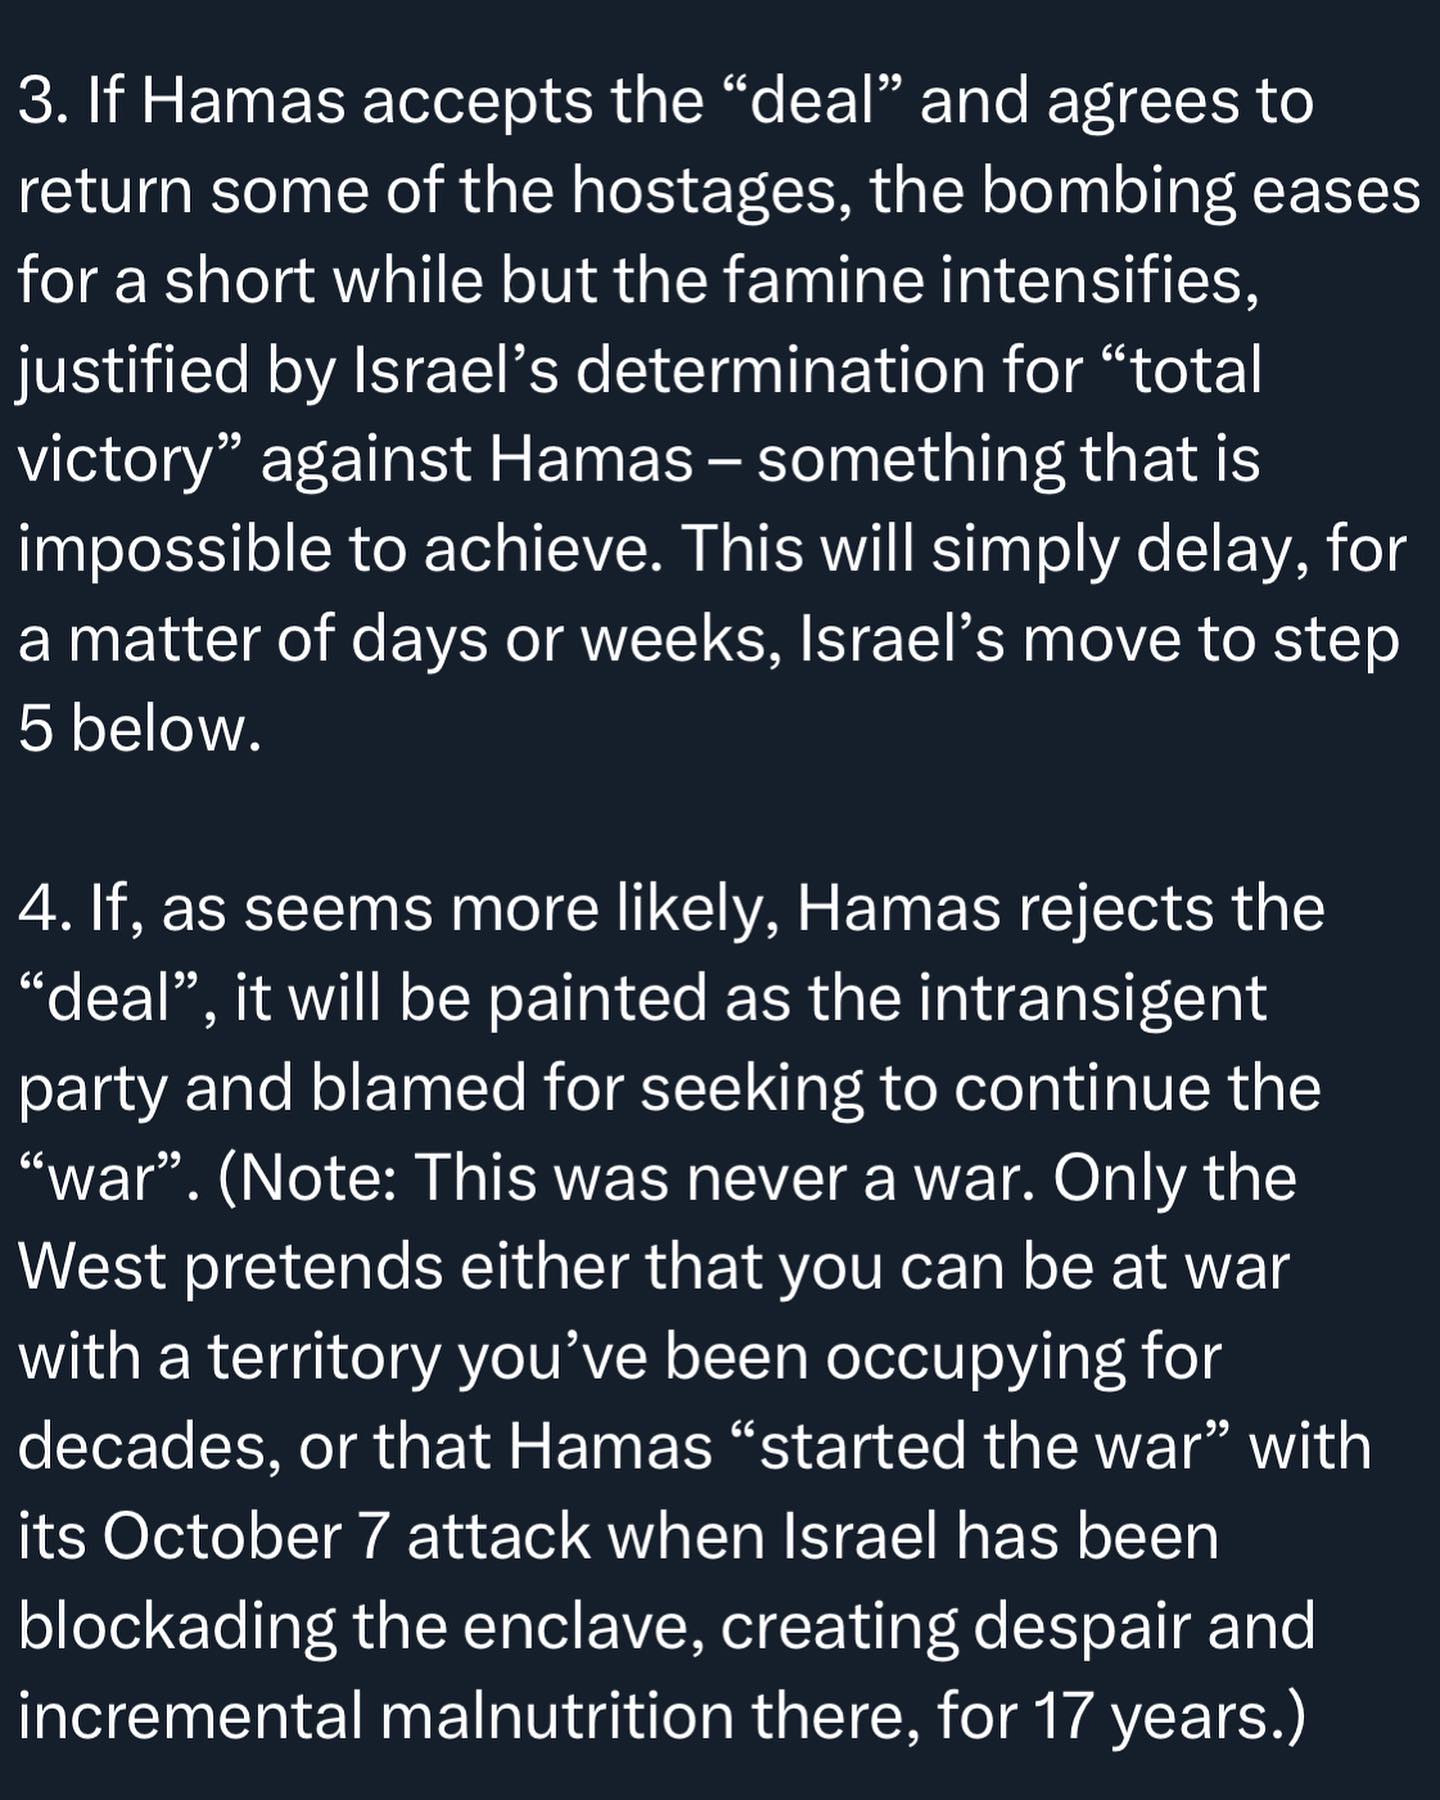 3. If Hamas accepts the “deal” and agrees to
return some of the hostages, the bombing eases
for a short while but the famine intensifies,
justified by Israel’s determination for “total
victory” against Hamas – something that is
impossible to achieve. This will simply delay, for
a matter of days or weeks, Israel’s move to step
5 below.
4. If, as seems more likely, Hamas rejects the
“deal”, it will be painted as the intransigent
party and blamed for seeking to continue the
“war”. (Note: This was never a war. Only the
West pretends either that you can be at war
with a territory you’ve been occupying for
decades, or that Hamas “started the war” with
its October 7 attack when Israel has been
blockading the enclave, creating despair and
incremental malnutrition there, for 17 years.)